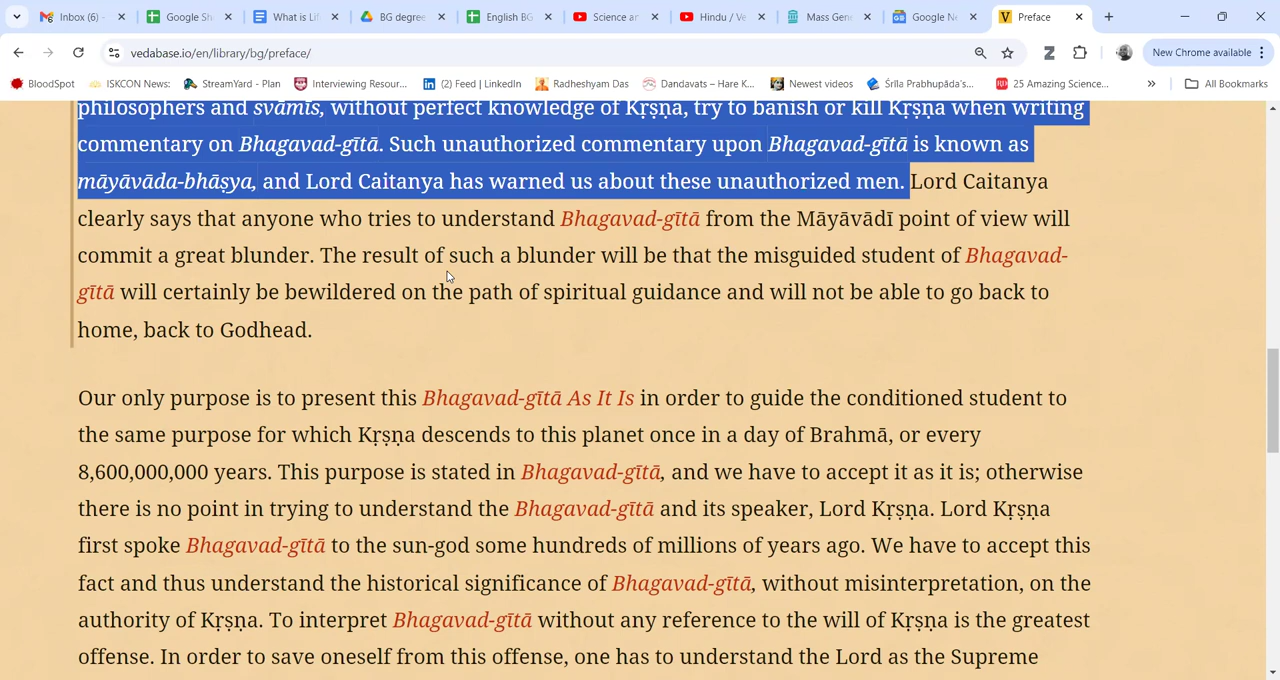 Inbox (6) -
Google Sh
What is Lif
BG degree
English BG
Science an
Hindu / Ve
Mass Gen
Google Ne
Preface
vedabase.io/en/library/bg/preface/
New Chrome available
BloodSpot
ISKCON News:
StreamYard - Plan
Interviewing Resour...
(2) Feed | LinkedIn
Radheshyam Das
Dandavats – Hare K...
Newest videos
Śrīla Prabhupāda's...
25 Amazing Science...
All Bookmarks
philosophers and svāmīs, without perfect knowledge of Kṛṣṇa, try to banish or kill Kṛṣṇa when writing
commentary on Bhagavad-gītā. Such unauthorized commentary upon Bhagavad-gītā is known as
māyāvāda-bhāṣya, and Lord Caitanya has warned us about these unauthorized men. Lord Caitanya
clearly says that anyone who tries to understand Bhagavad-gītā from the Māyāvādī point of view will
commit a great blunder. The result of such a blunder will be that the misguided student of Bhagavad-
gītā will certainly be bewildered on the path of spiritual guidance and will not be able to go back to
home, back to Godhead.
Our only purpose is to present this Bhagavad-gītā As It Is in order to guide the conditioned student to
the same purpose for which Kṛṣṇa descends to this planet once in a day of Brahmā, or every
8,600,000,000 years. This purpose is stated in Bhagavad-gītā, and we have to accept it as it is; otherwise
there is no point in trying to understand the Bhagavad-gītā and its speaker, Lord Kṛṣṇa. Lord Kṛṣṇa
first spoke Bhagavad-gītā to the sun-god some hundreds of millions of years ago. We have to accept this
fact and thus understand the historical significance of Bhagavad-gītā, without misinterpretation, on the
authority of Kṛṣṇa. To interpret Bhagavad-gītā without any reference to the will of Kṛṣṇa is the greatest
offense. In order to save oneself from this offense, one has to understand the Lord as the Supreme